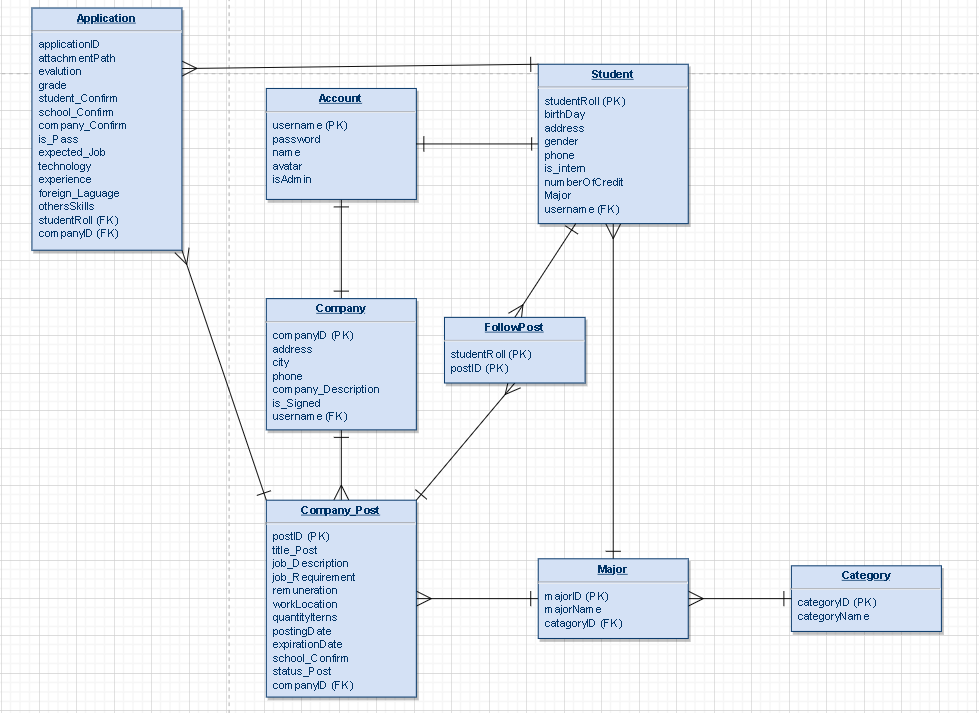 Application
applicationID
attachmentPath
evalution
grade
student_Confirm
school_Confirm
company_Confirm
is_Pass
expected_Job
technology
experience
foreign_Laguage
othersSkills
studentRoll (FK)
companyID (FK)
Account
username (PK)
password
name
avatar
isAdmin
Student
studentRoll (PK)
birthDay
address
gender
phone
is_intern
numberOfCredit
Major
username (FK)
Company
companyID (PK)
address
city
phone
company_Description
is_Signed
username (FK)
FollowPost
studentRoll (PK)
postID (PK)
Company_Post
postID (PK)
title_Post
job_Description
job_Requirement
remuneration
workLocation
quantityIterns
postingDate
expirationDate
school_Confirm
status_Post
companyID (FK)
Major
majorID (PK)
majorName
catagoryID (FK)
Category
categoryID (PK)
categoryName